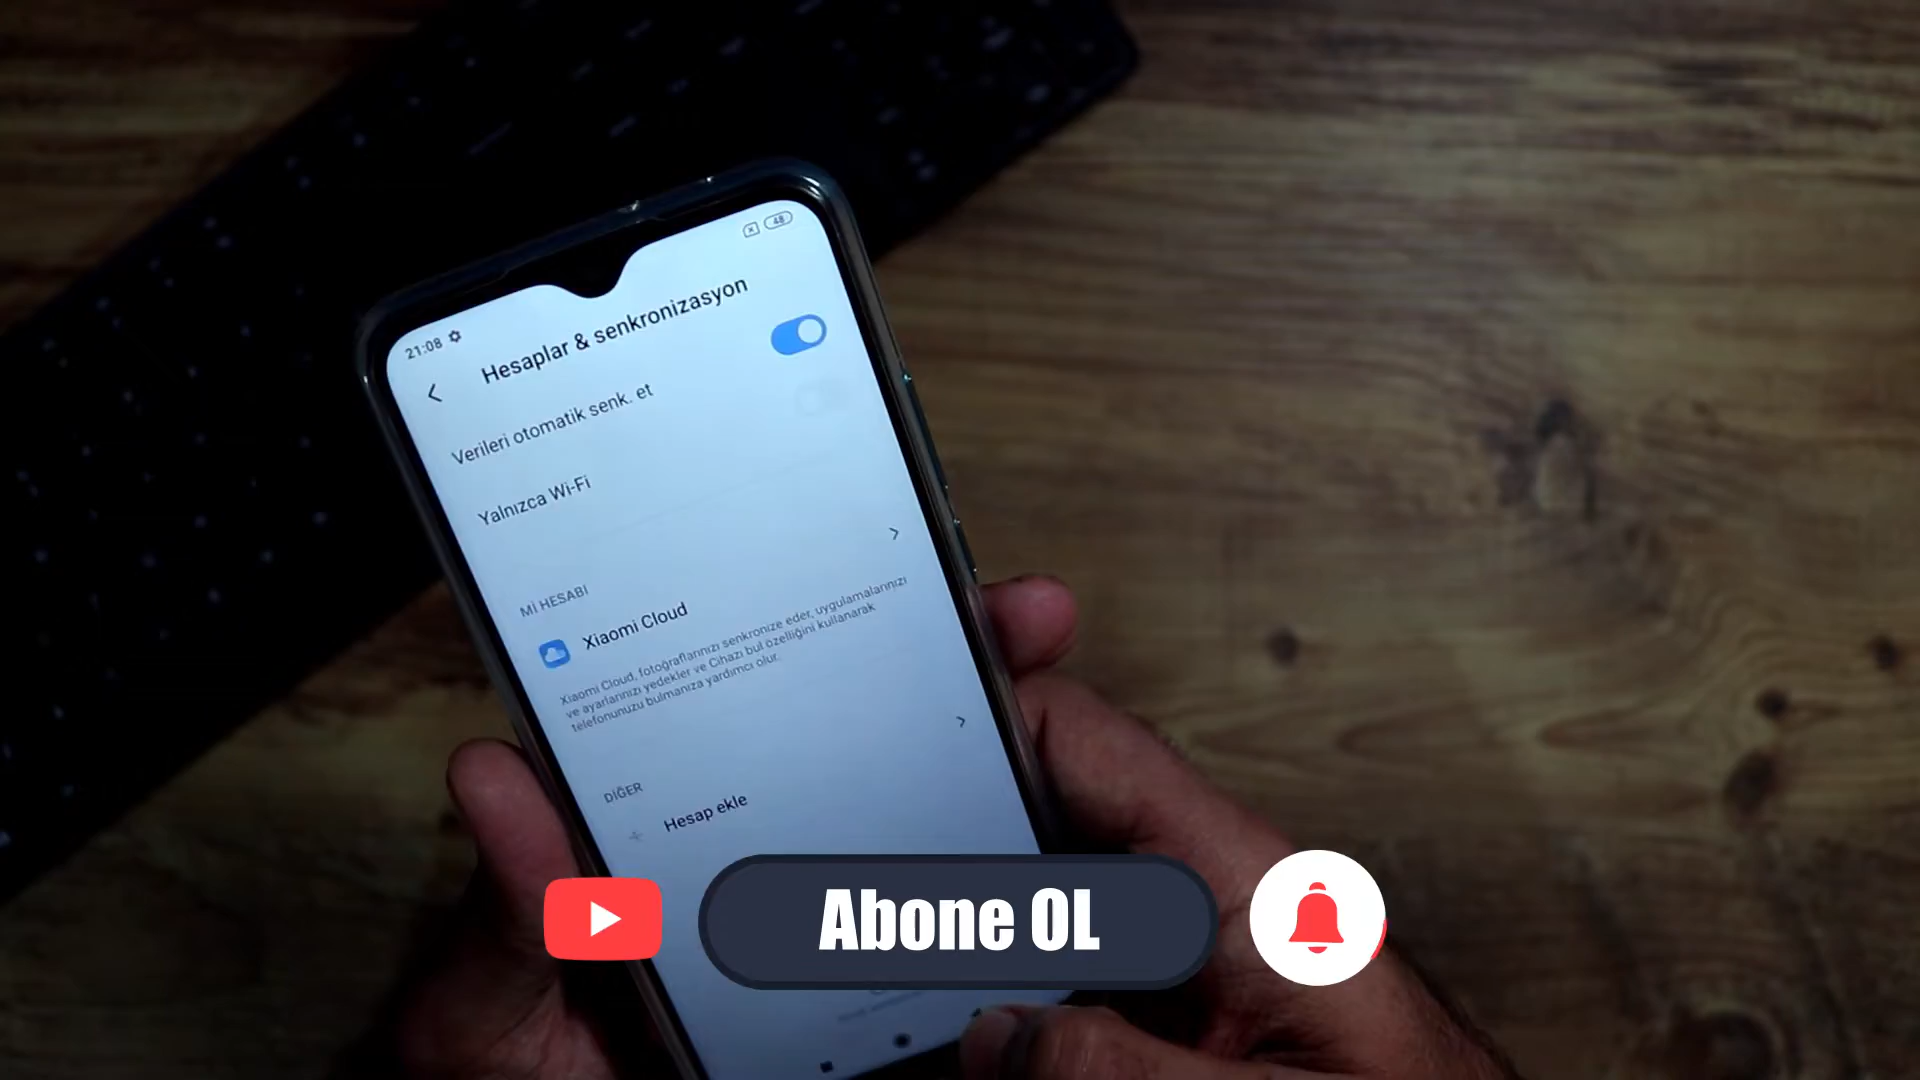 21:08
48
Hesaplar & senkronizasyon
Verileri otomatik senk. et
Yalnızca Wi-Fi
Mİ HESABI
Xiaomi Cloud
Xiaomi Cloud, fotoğraflarınızı senkronize eder, uygulamalarınızı
ve ayarlarınızı yedekler ve Cihazı bul özelliğini kullanarak
telefonunuzu bulmanıza yardımcı olur.
DİĞER
Hesap ekle
Abone OL